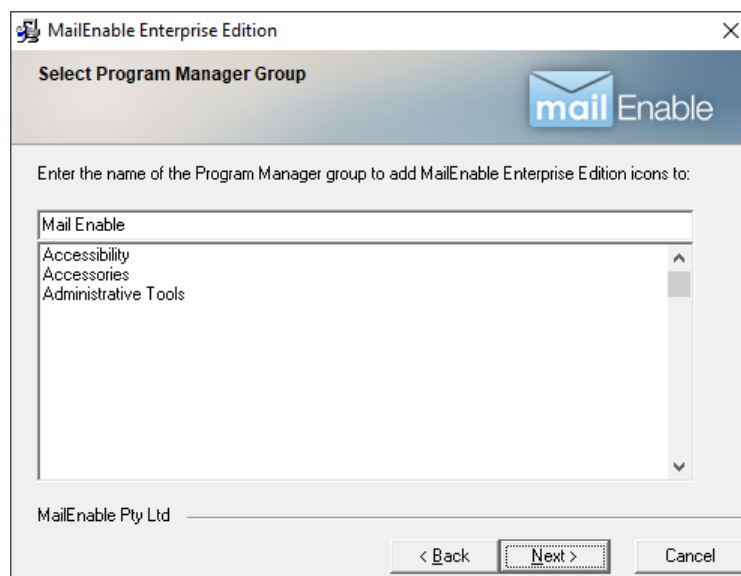 MailEnable Enterprise Edition
Select Program Manager Group
mail Enable
Enter the name of the Program Manager group to add MailEnable Enterprise Edition icons to:
Mail Enable
Accessibility
Accessories
Administrative Tools
MailEnable Pty Ltd
< Back
Next >
Cancel